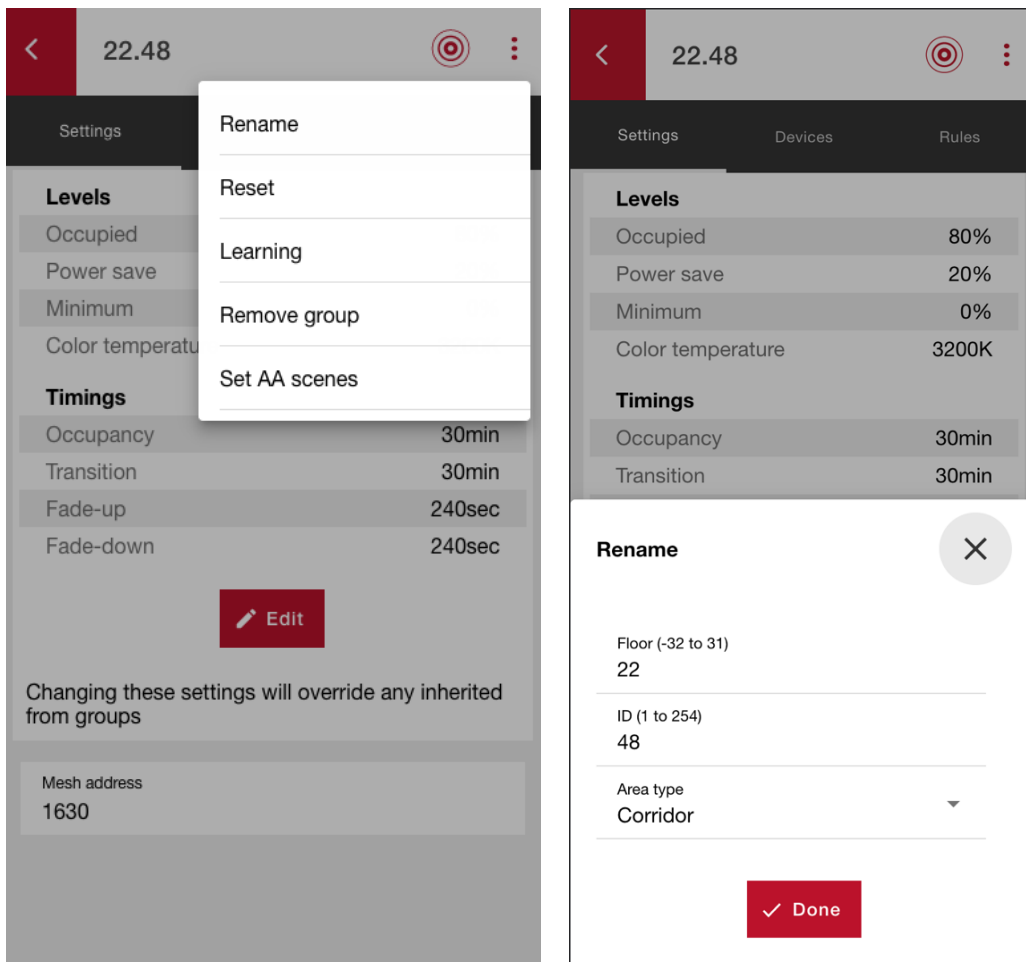 22.48
Settings
Rename
Reset
Learning
Remove group
Set AA scenes
Levels
Occupied
Power save
Minimum
Color temperatu
Timings
Occupancy 30min
Transition 30min
Fade-up 240sec
Fade-down 240sec
Edit
Changing these settings will override any inherited
from groups
Mesh address
1630
22.48
Settings Devices Rules
Levels
Occupied 80%
Power save 20%
Minimum 0%
Color temperature 3200K
Timings
Occupancy 30min
Transition 30min
Rename
Floor (-32 to 31)
22
ID (1 to 254)
48
Area type
Corridor
Done